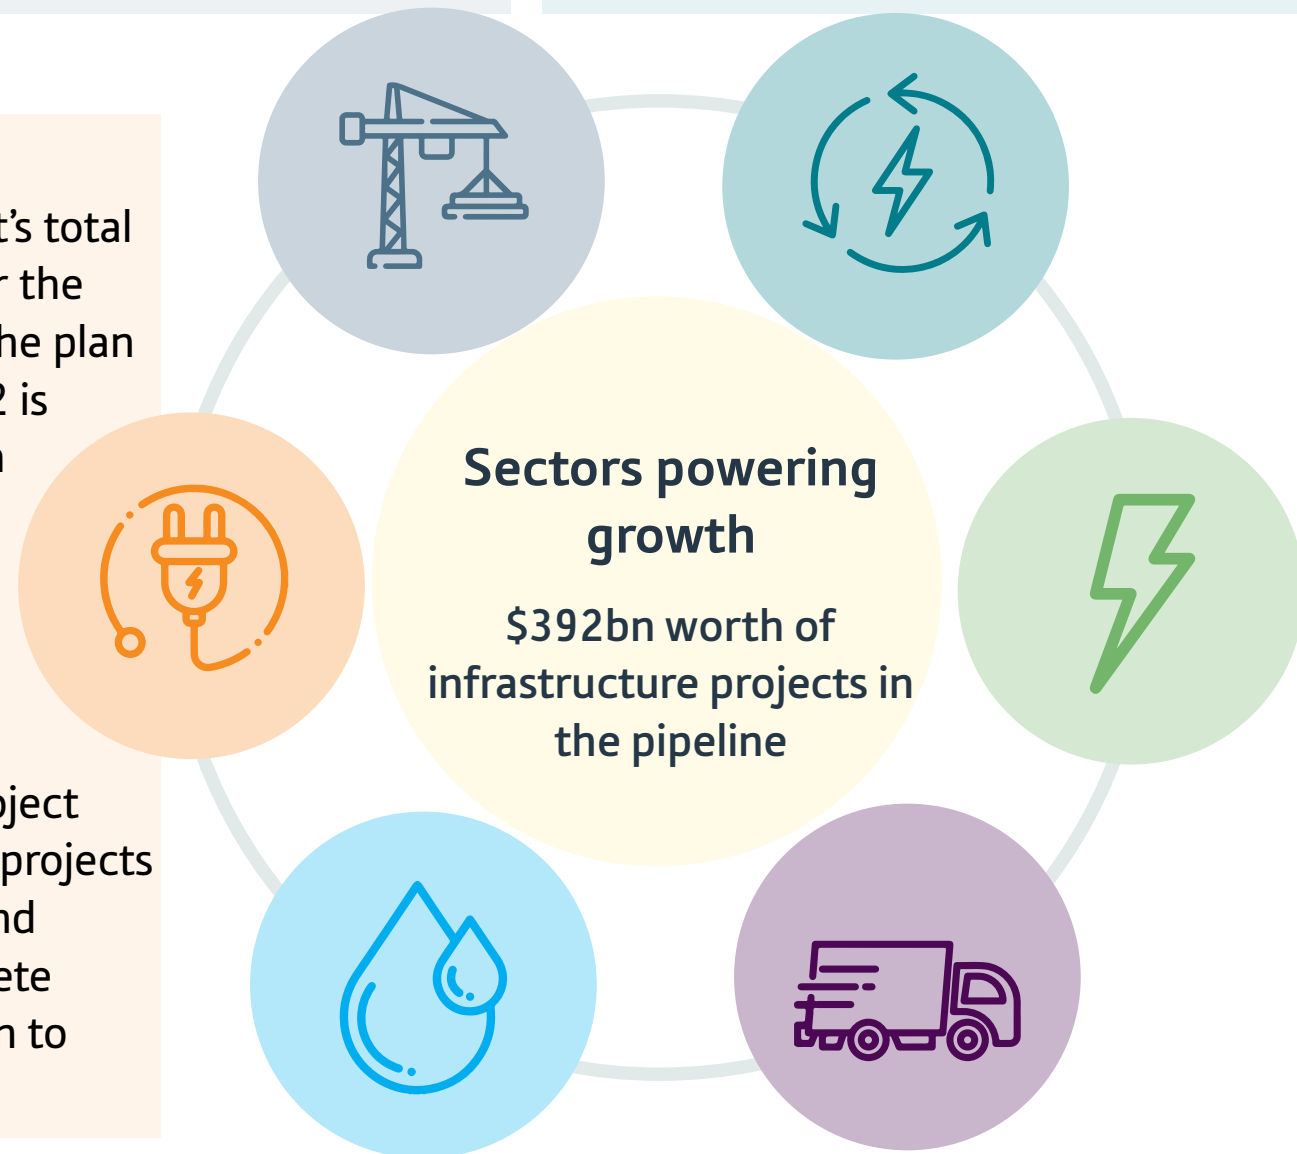 t’s total
r the
he plan
2 is
Sectors powering
growth
$392bn worth of
infrastructure projects in
the pipeline
ject
projects
nd
ete
n to